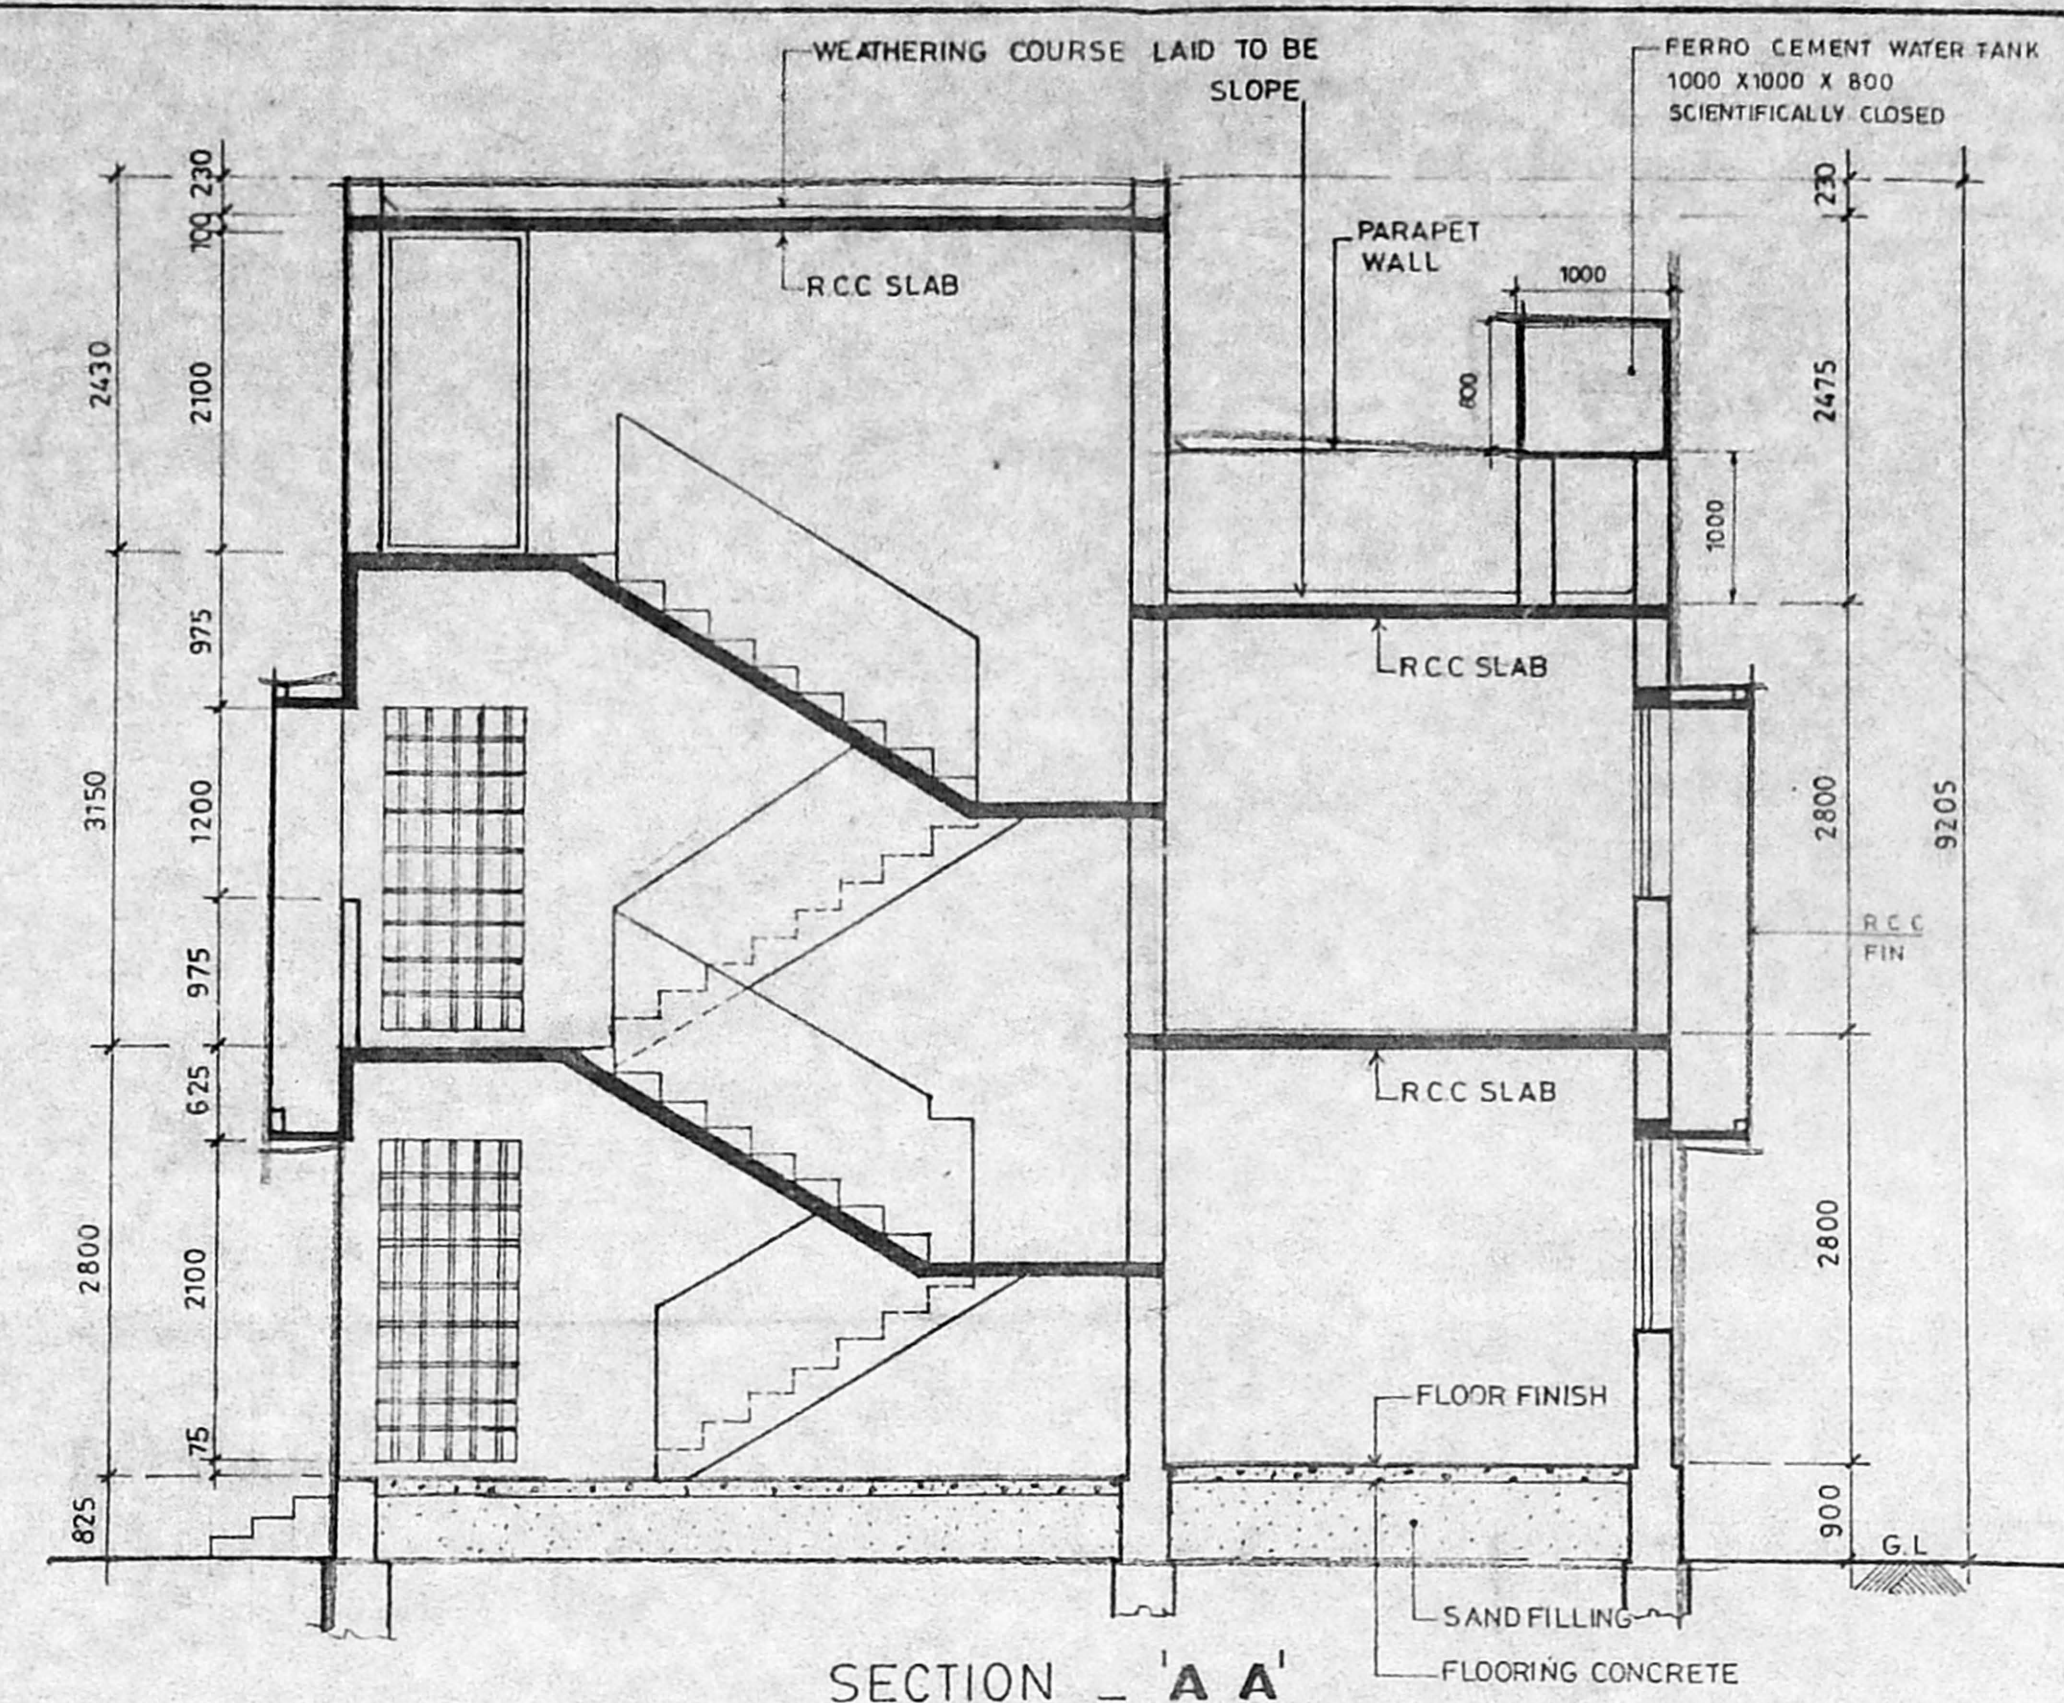 WEATHERING COURSE LAID TO BE
SLOPE
FERRO CEMENT WATER TANK
1000 X1000 X 800
SCIENTIFICALLY CLOSED
230
100
2430
2100
R.C.C SLAB
PARAPET
WALL
1000
800
230
2475
1000
975
R.C.C SLAB
3150
1200
2800
9205
R C C
FIN
975
625
R.C.C SLAB
2800
2100
2800
FLOOR FINISH
75
825
900
G.L
SAND FILLING
FLOORING CONCRETE
SECTION _ 'A A'